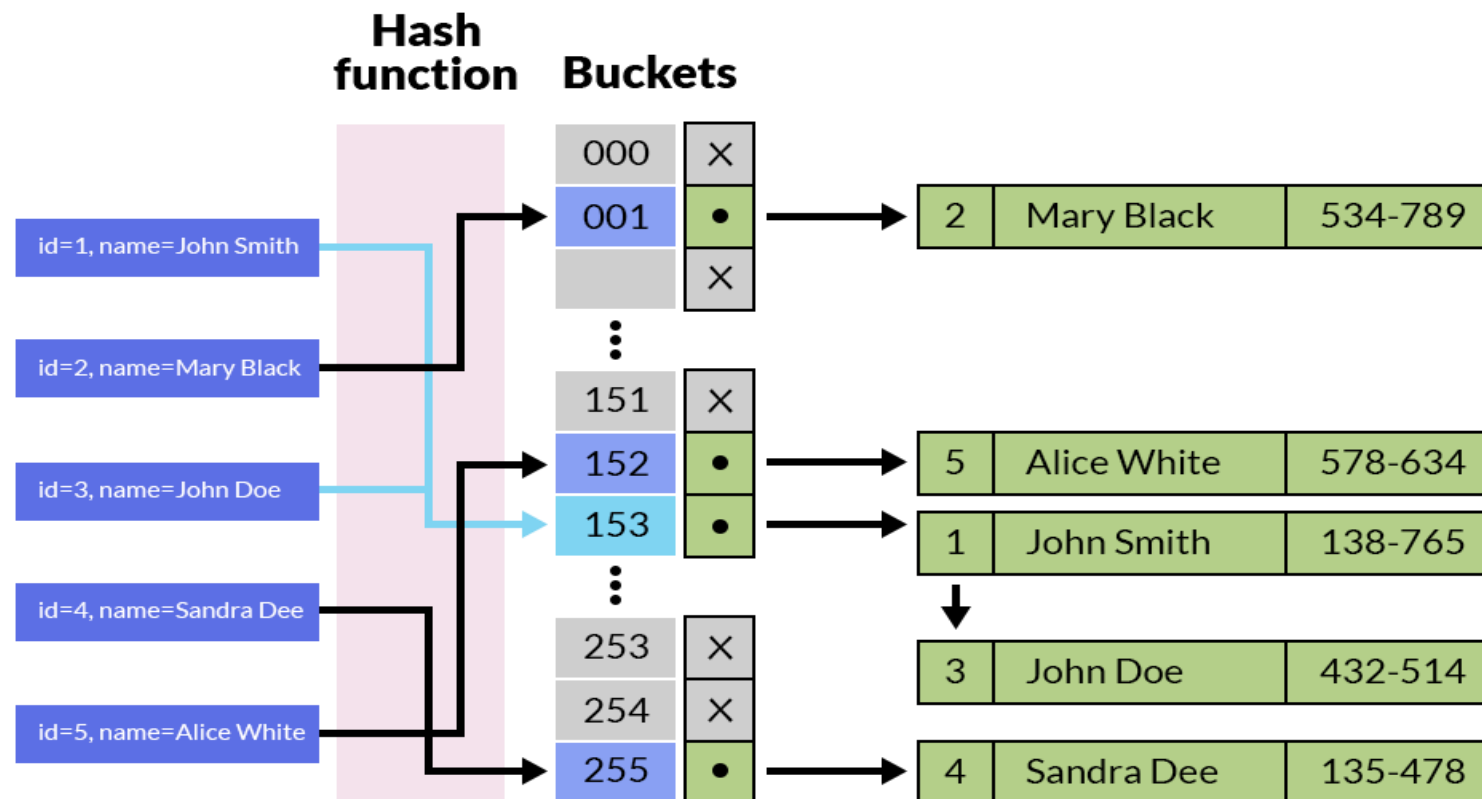 Hash
function
Buckets
id=1, name=John Smith
id=2, name=Mary Black
id=3, name=John Doe
id=4, name=Sandra Dee
id=5, name=Alice White
000 ×
001 •
×
151 ×
152 •
153 •
253 ×
254 ×
255 •
2 Mary Black 534-789
5 Alice White 578-634
1 John Smith 138-765
3 John Doe 432-514
4 Sandra Dee 135-478